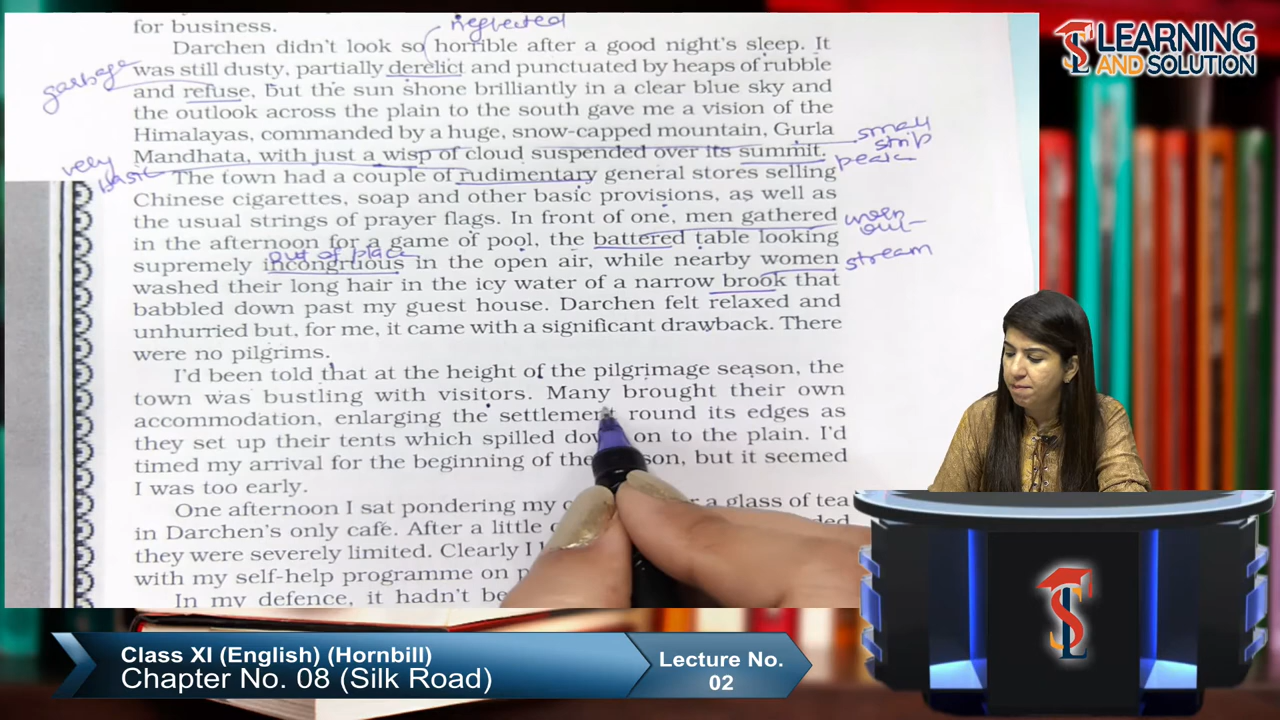 for business.
neglected
Darchen didn't look so horrible after a good night's sleep. It
garbage
was still dusty, partially derelict and punctuated by heaps of rubble
and refuse, but the sun shone brilliantly in a clear blue sky and
the outlook across the plain to the south gave me a vision of the
Himalayas, commanded by a huge, snow-capped mountain, Gurla
small strip
Mandhata, with just a wisp of cloud suspended over its summit.
peak
very basic
The town had a couple of rudimentary general stores selling
Chinese cigarettes, soap and other basic provisions, as well as
the usual strings of prayer flags. In front of one, men gathered
worn out
in the afternoon for a game of pool, the battered table looking
out of place
supremely incongruous in the open air, while nearby women
stream
washed their long hair in the icy water of a narrow brook that
babbled down past my guest house. Darchen felt relaxed and
unhurried but, for me, it came with a significant drawback. There
were no pilgrims.
I'd been told that at the height of the pilgrimage season, the
town was bustling with visitors. Many brought their own
accommodation, enlarging the settlement round its edges as
they set up their tents which spilled down on to the plain. I'd
timed my arrival for the beginning of the season, but it seemed
I was too early.
One afternoon I sat pondering my a glass of tea
in Darchen's only cafe. After a little
they were severely limited. Clearly I
with my self-help programme on
In my defence, it hadn't
LEARNING
AND SOLUTION
Class XI (English) (Hornbill)
Chapter No. 08 (Silk Road)
Lecture No.
02